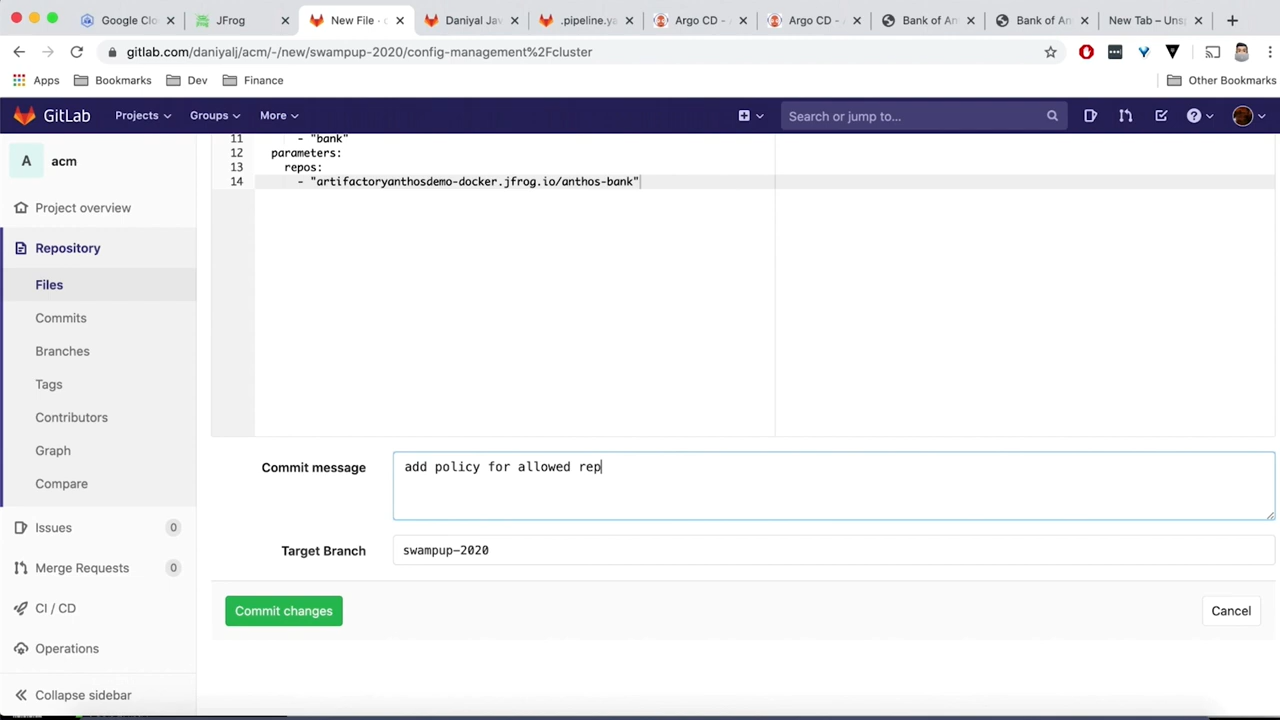 Google Clo
JFrog
New File ·
Daniyal Jav
.pipeline.ya
Argo CD - A
Argo CD - A
Bank of An
Bank of An
New Tab – Uns
gitlab.com/daniyalj/acm/-/new/swampup-2020/config-management%2Fcluster
Apps
Bookmarks
Dev
Finance
Other Bookmarks
GitLab
Projects
Groups
More
Search or jump to...
A
acm
Project overview
Repository
Files
Commits
Branches
Tags
Contributors
Graph
Compare
Issues 0
Merge Requests 0
CI / CD
Operations
Collapse sidebar
11 - "bank"
12 parameters:
13 repos:
14 - "artifactoryanthosdemo-docker.jfrog.io/anthos-bank"
Commit message
add policy for allowed rep
Target Branch
swampup-2020
Commit changes
Cancel